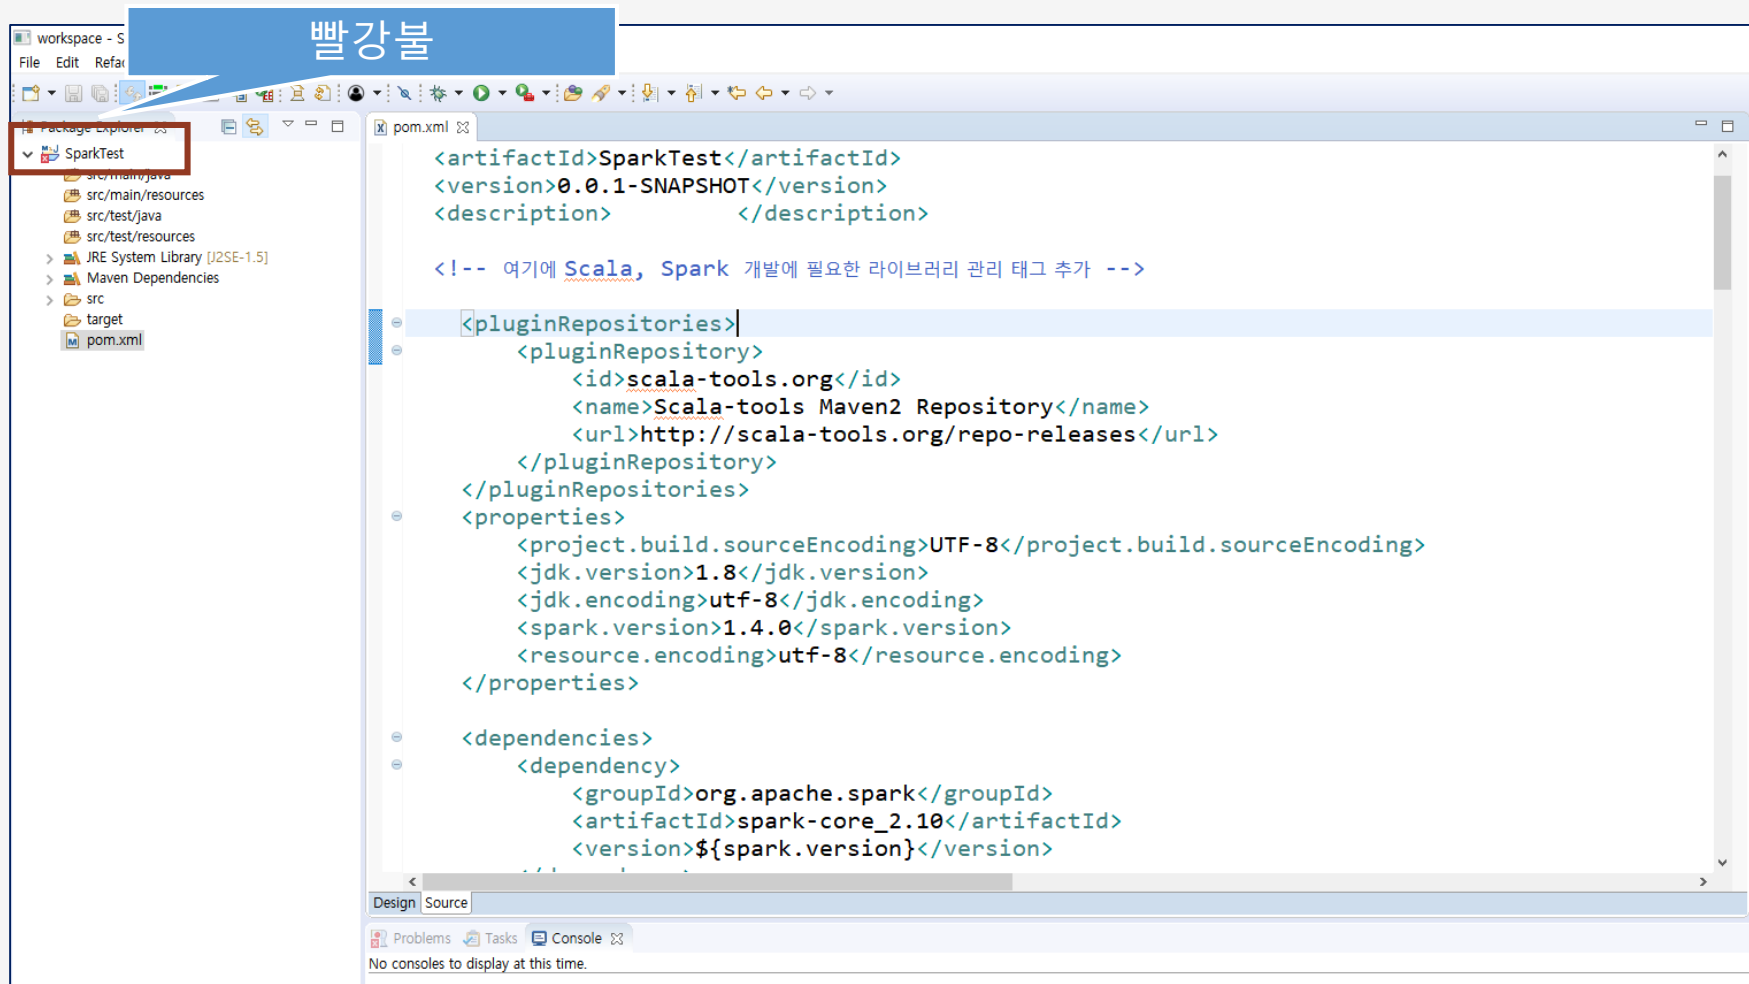 빨강불
workspace - S
File Edit Refa
Package Explorer
SparkTest
src/main/java
src/main/resources
src/test/java
src/test/resources
JRE System Library [J2SE-1.5]
Maven Dependencies
src
target
pom.xml
pom.xml
<artifactId>SparkTest</artifactId>
<version>0.0.1-SNAPSHOT</version>
<description> </description>
<!-- 여기에 Scala, Spark 개발에 필요한 라이브러리 관리 태그 추가 -->
<pluginRepositories>
<pluginRepository>
<id>scala-tools.org</id>
<name>Scala-tools Maven2 Repository</name>
<url>http://scala-tools.org/repo-releases</url>
</pluginRepository>
</pluginRepositories>
<properties>
<project.build.sourceEncoding>UTF-8</project.build.sourceEncoding>
<jdk.version>1.8</jdk.version>
<jdk.encoding>utf-8</jdk.encoding>
<spark.version>1.4.0</spark.version>
<resource.encoding>utf-8</resource.encoding>
</properties>
<dependencies>
<dependency>
<groupId>org.apache.spark</groupId>
<artifactId>spark-core_2.10</artifactId>
<version>${spark.version}</version>
Design Source
Problems Tasks Console
No consoles to display at this time.